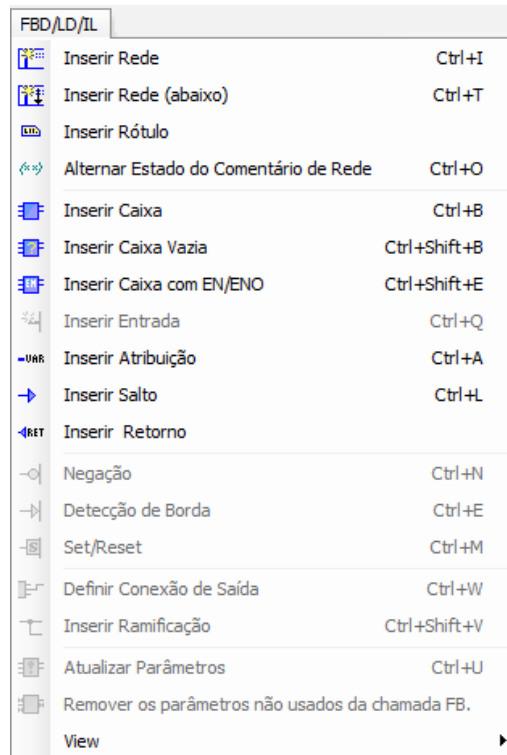 FBD/LD/IL
Inserir Rede Ctrl+I
Inserir Rede (abaixo) Ctrl+T
Inserir Rótulo
Alternar Estado do Comentário de Rede Ctrl+O
Inserir Caixa Ctrl+B
Inserir Caixa Vazia Ctrl+Shift+B
Inserir Caixa com EN/ENO Ctrl+Shift+E
Inserir Entrada Ctrl+Q
VAR Inserir Atribuição Ctrl+A
Inserir Salto Ctrl+L
RET Inserir Retorno
Negação Ctrl+N
Detecção de Borda Ctrl+E
S Set/Reset Ctrl+M
Definir Conexão de Saída Ctrl+W
Inserir Ramificação Ctrl+Shift+V
Atualizar Parâmetros Ctrl+U
Remover os parâmetros não usados da chamada FB.
View